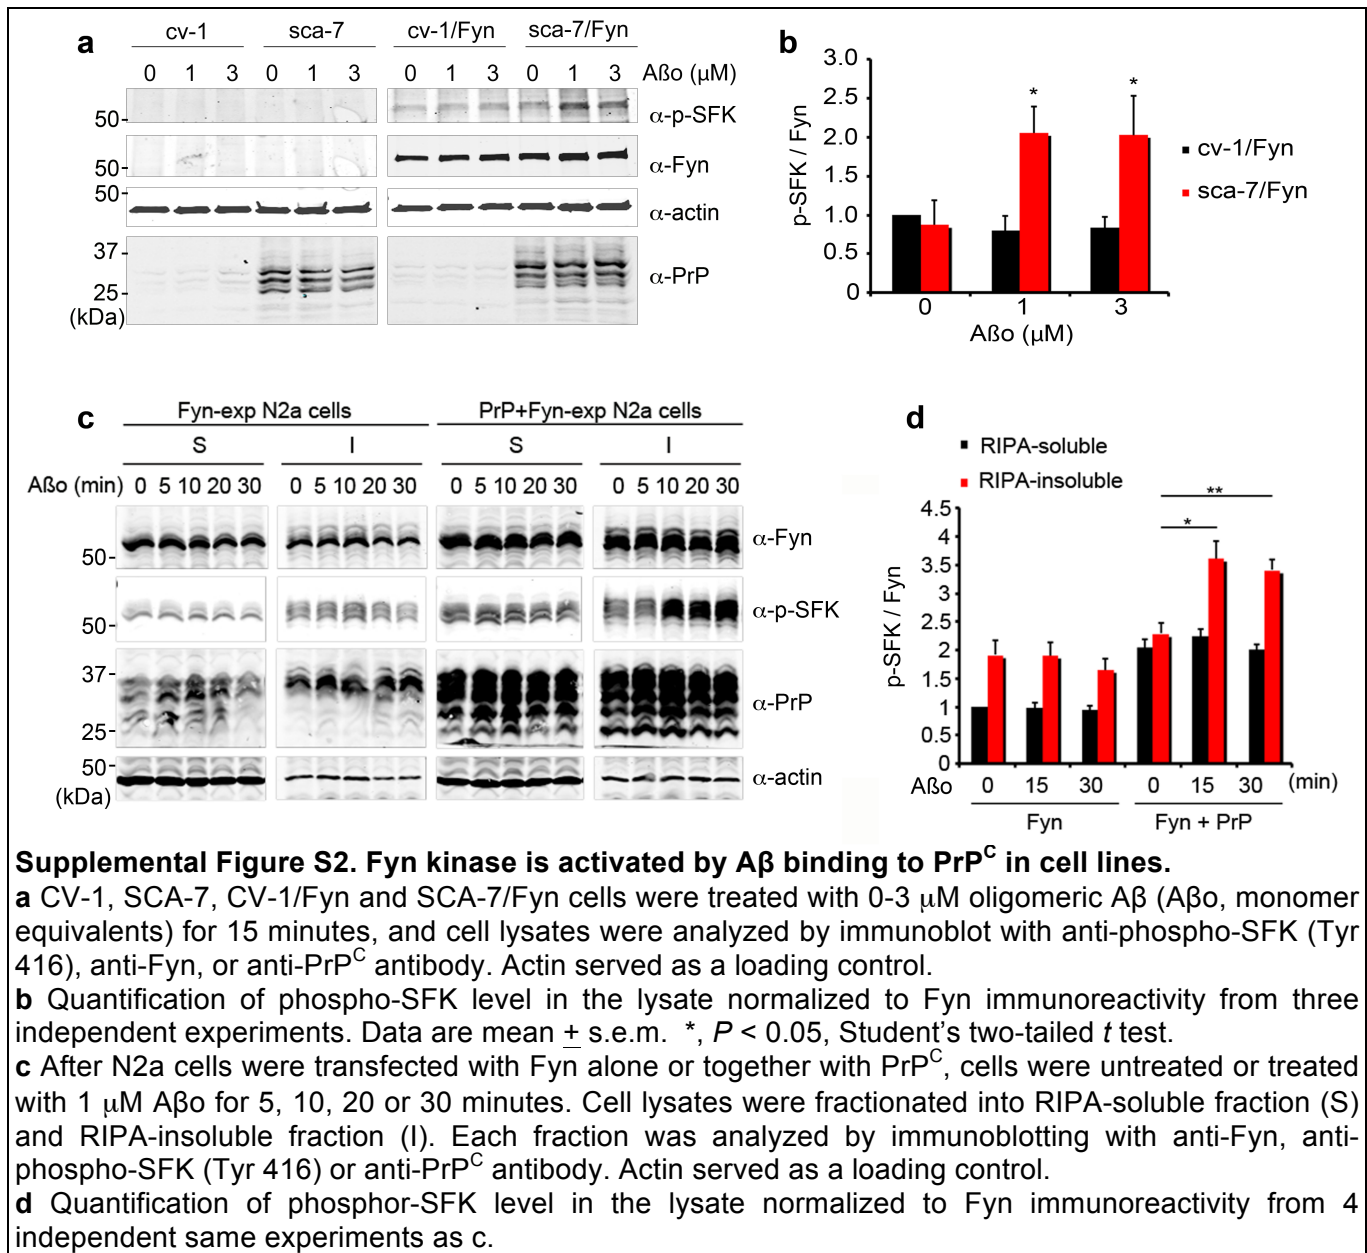 a
cv-1 sca-7 cv-1/Fyn sca-7/Fyn
0 1 3 0 1 3 0 1 3 0 1 3 Aßo (µM)
50 α-p-SFK
50 α-Fyn
50 α-actin
37
25 α-PrP
(kDa)
b
3.0
2.5
2.0
1.5
1.0
0.5
0
p-SFK / Fyn
* *
cv-1/Fyn
sca-7/Fyn
0 1 3
Aßo (µM)
c
Fyn-exp N2a cells PrP+Fyn-exp N2a cells
S I S I
Aßo (min) 0 5 10 20 30 0 5 10 20 30 0 5 10 20 30 0 5 10 20 30
50 α-Fyn
50 α-p-SFK
37
25 α-PrP
50 α-actin
(kDa)
d
RIPA-soluble
RIPA-insoluble
4.5
4
3.5
3
2.5
2
1.5
1
0.5
0
p-SFK / Fyn
**
*
Aßo 0 15 30 0 15 30 (min)
Fyn Fyn + PrP
Supplemental Figure S2. Fyn kinase is activated by Aβ binding to PrPC in cell lines.
a CV-1, SCA-7, CV-1/Fyn and SCA-7/Fyn cells were treated with 0-3 µM oligomeric Aβ (Aβo, monomer
equivalents) for 15 minutes, and cell lysates were analyzed by immunoblot with anti-phospho-SFK (Tyr
416), anti-Fyn, or anti-PrPC antibody. Actin served as a loading control.
b Quantification of phospho-SFK level in the lysate normalized to Fyn immunoreactivity from three
independent experiments. Data are mean ± s.e.m. *, P < 0.05, Student's two-tailed t test.
c After N2a cells were transfected with Fyn alone or together with PrPC, cells were untreated or treated
with 1 µM Aβo for 5, 10, 20 or 30 minutes. Cell lysates were fractionated into RIPA-soluble fraction (S)
and RIPA-insoluble fraction (I). Each fraction was analyzed by immunoblotting with anti-Fyn, anti-
phospho-SFK (Tyr 416) or anti-PrPC antibody. Actin served as a loading control.
d Quantification of phosphor-SFK level in the lysate normalized to Fyn immunoreactivity from 4
independent same experiments as c.